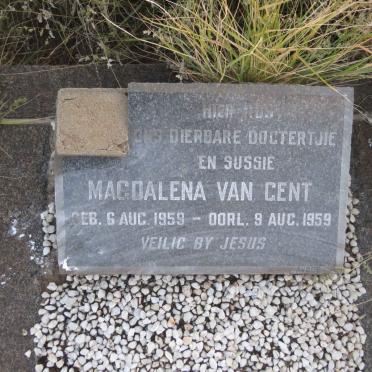 HIER RUS
ONS DIERBARE DOGTERTJIE
EN SUSSIE
MAGDALENA VAN GENT
GEB. 6 AUG. 1959 - OORL. 9 AUG. 1959
VEILIG BY JESUS